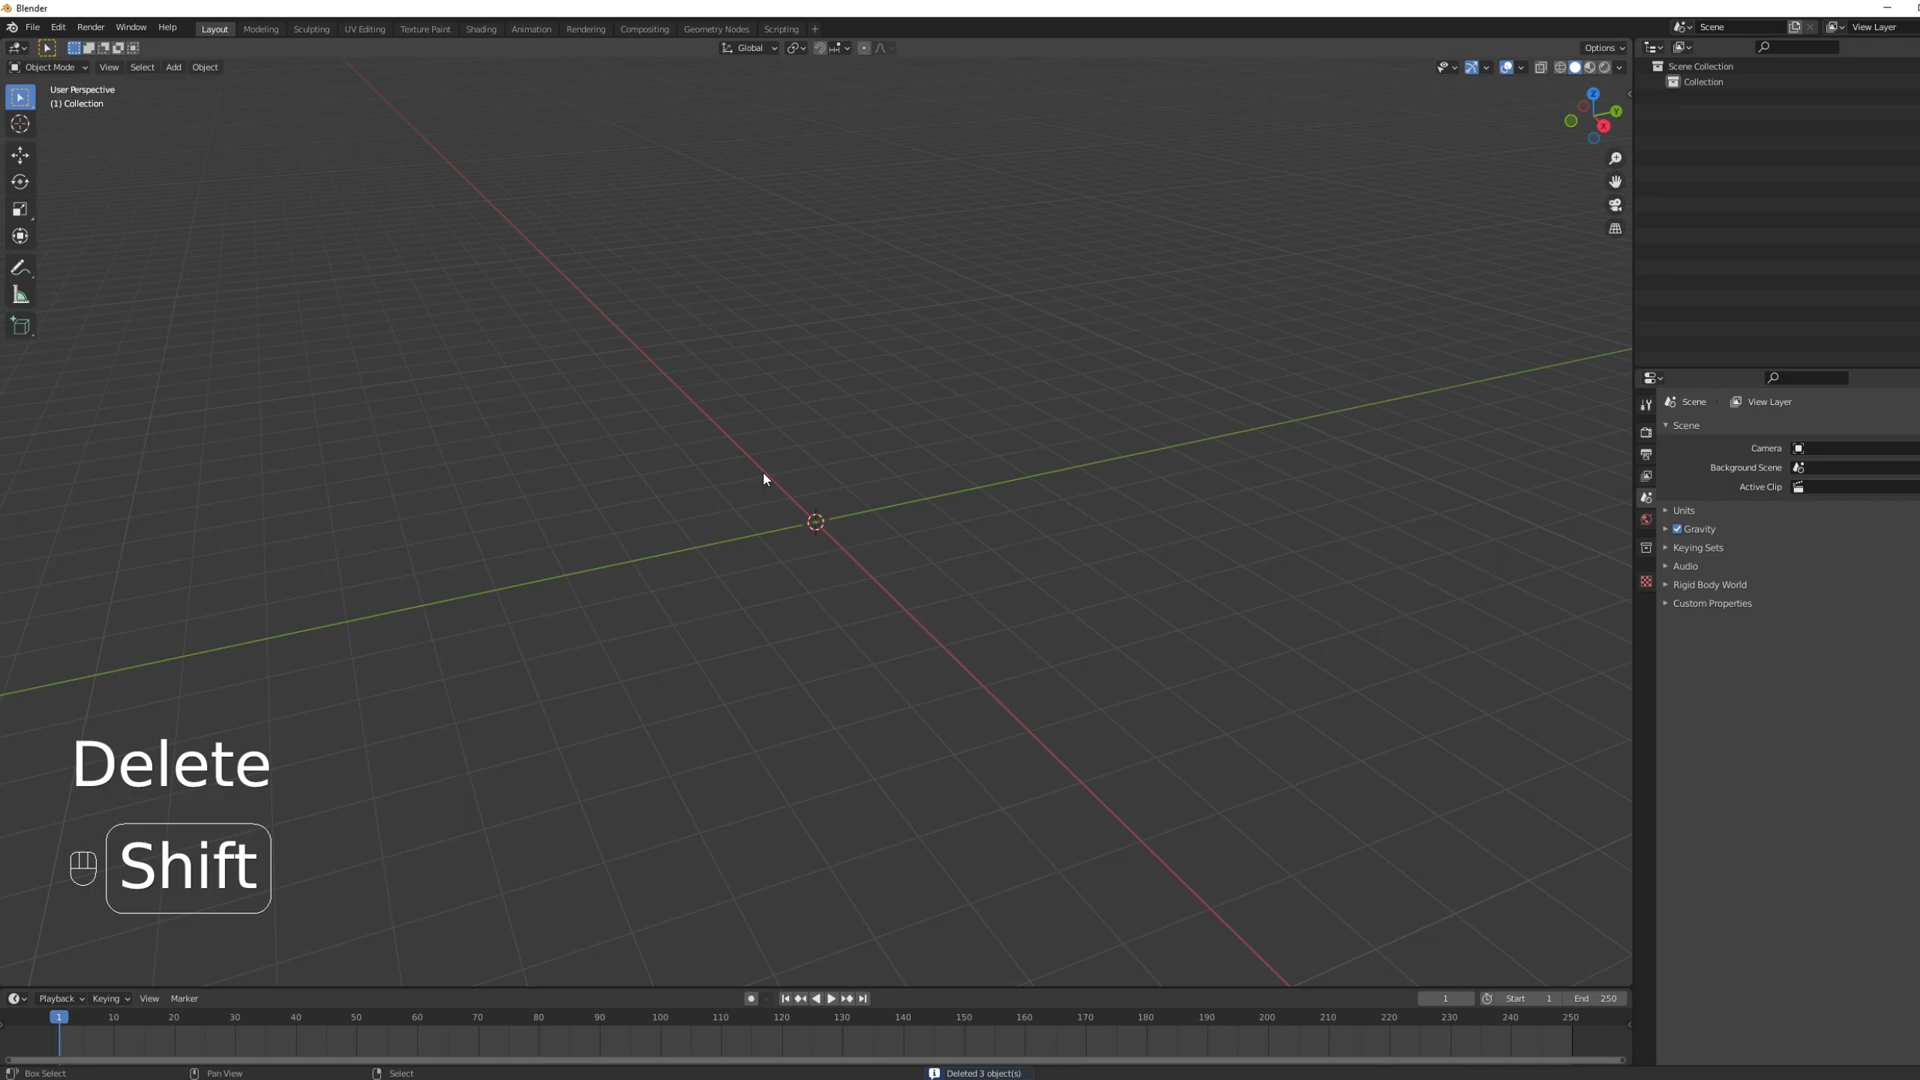 Blender
File Edit Render Window Help Layout Modeling Sculpting UV Editing Texture Paint Shading Animation Rendering Compositing Geometry Nodes Scripting + Scene View Layer
Global Options
Object Mode View Select Add Object
User Perspective
(1) Collection
Z
Y
X
Scene Collection
Collection
Scene View Layer
Scene
Camera
Background Scene
Active Clip
Units
Gravity
Keying Sets
Audio
Rigid Body World
Custom Properties
Delete
Shift
Playback Keying View Marker 1 Start 1 End 250
1 10 20 30 40 50 60 70 80 90 100 110 120 130 140 150 160 170 180 190 200 210 220 230 240 250
Box Select Pan View Select Deleted 3 object(s)